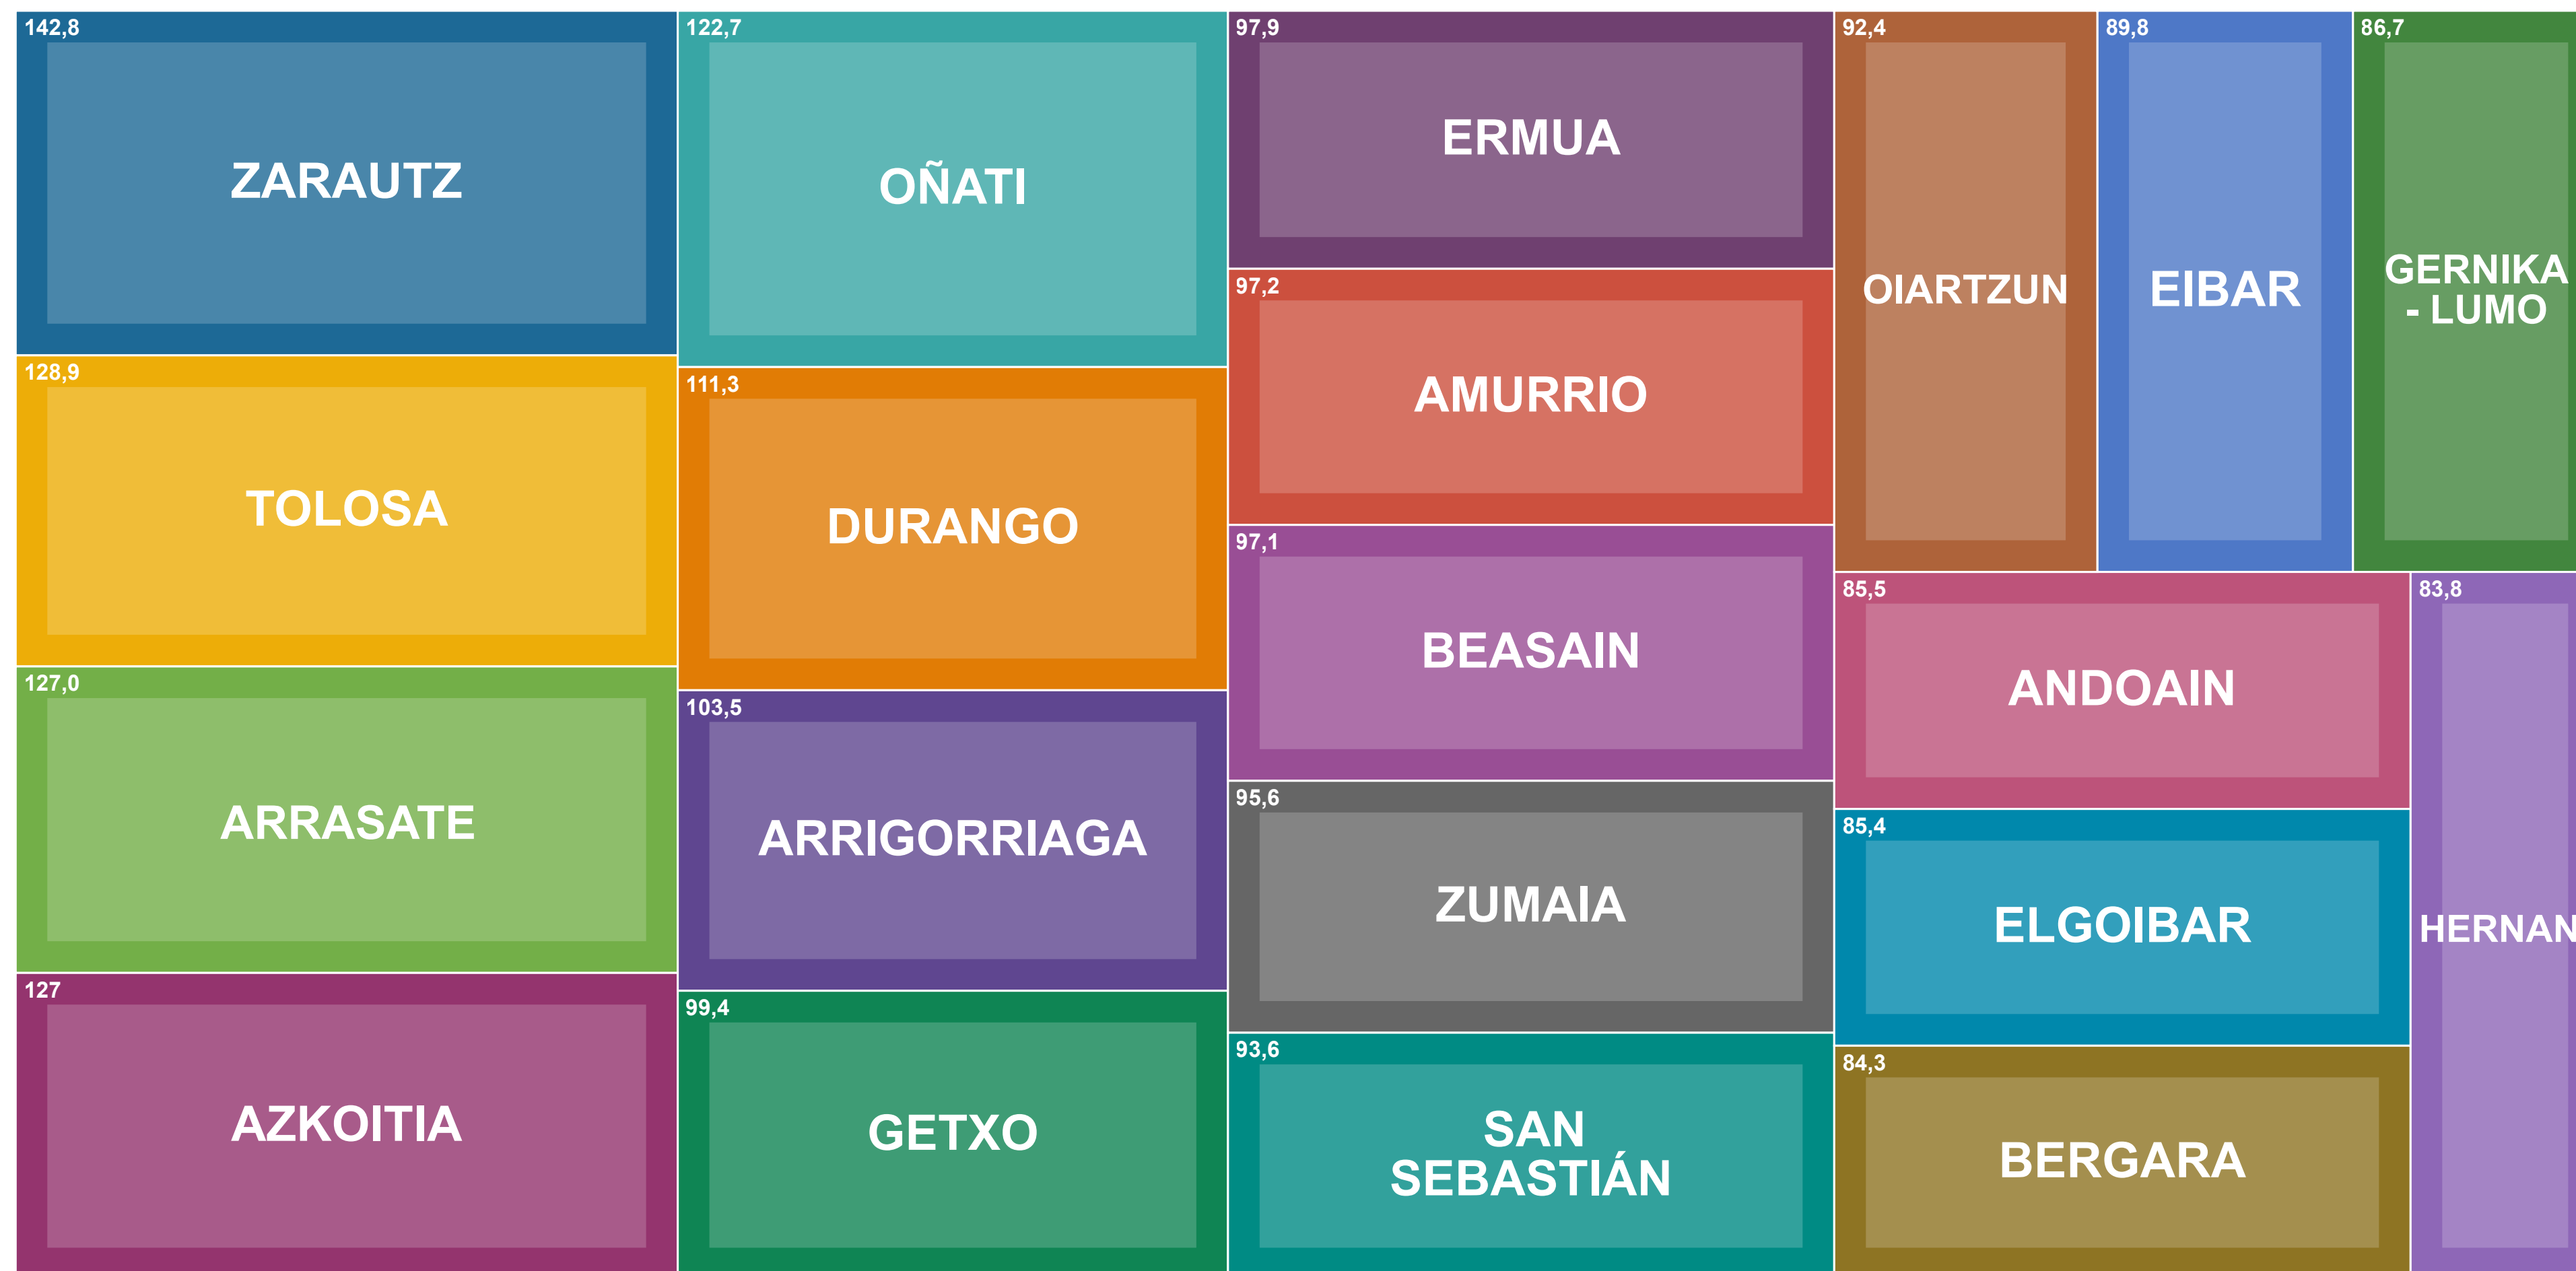 142,8
ZARAUTZ
128,9
TOLOSA
127,0
ARRASATE
127
AZKOITIA
122,7
OÑATI
111,3
DURANGO
103,5
ARRIGORRIAGA
99,4
GETXO
97,9
ERMUA
97,2
AMURRIO
97,1
BEASAIN
95,6
ZUMAIA
93,6
SAN
SEBASTIÁN
92,4
OIARTZUN
89,8
EIBAR
86,7
GERNIKA
- LUMO
85,5
ANDOAIN
85,4
ELGOIBAR
84,3
BERGARA
83,8
HERNAN